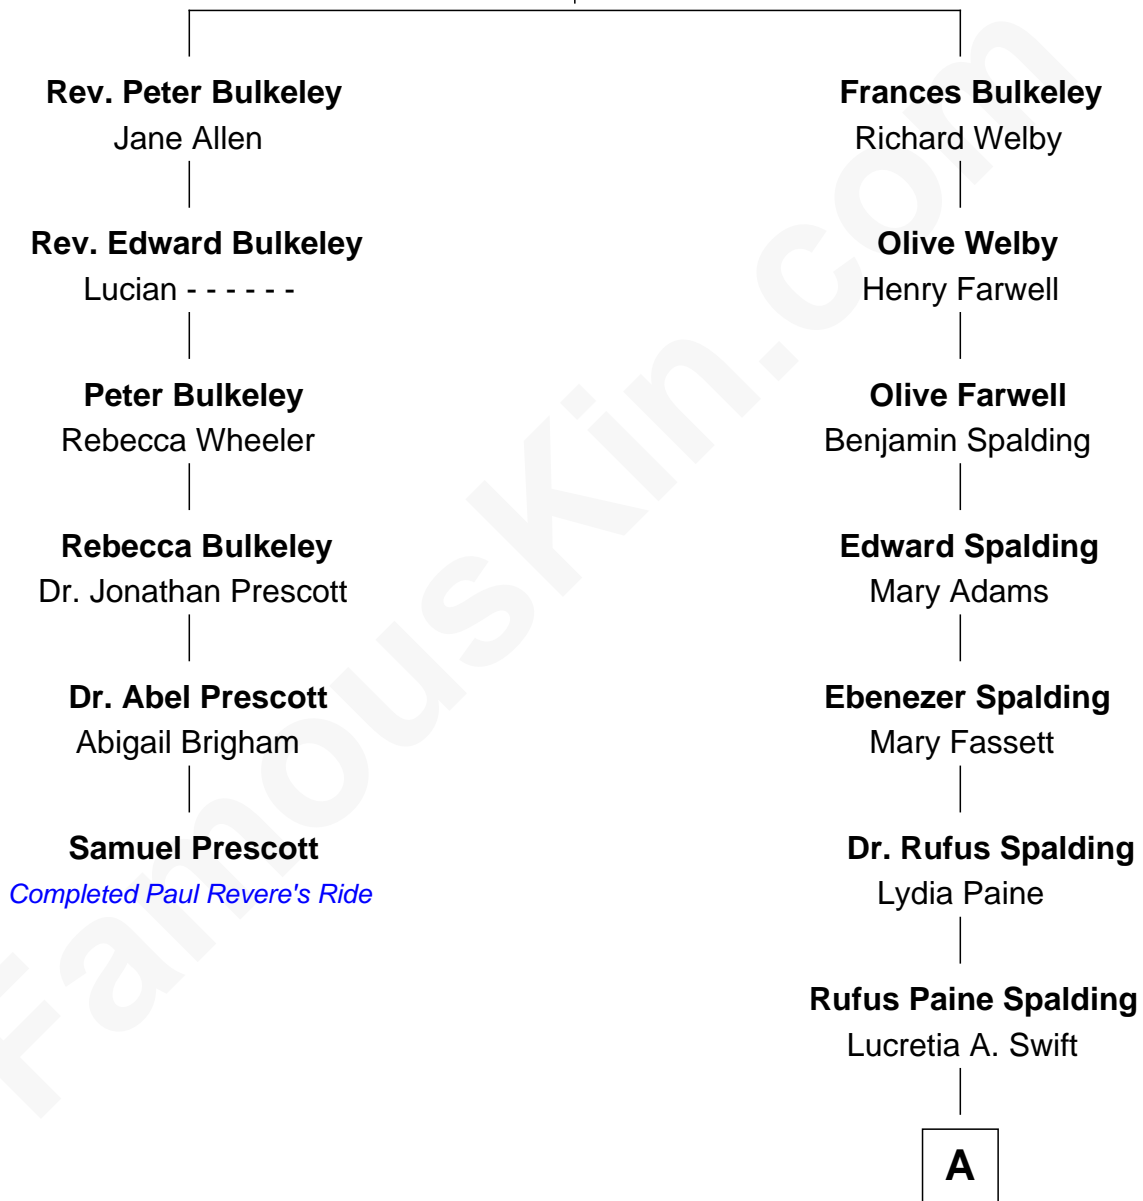 Rev. Peter Bulkeley
Jane Allen
Rev. Edward Bulkeley
Lucian - - - - - -
Peter Bulkeley
Rebecca Wheeler
Rebecca Bulkeley
Dr. Jonathan Prescott
Dr. Abel Prescott
Abigail Brigham
Samuel Prescott
Completed Paul Revere's Ride
Frances Bulkeley
Richard Welby
Olive Welby
Henry Farwell
Olive Farwell
Benjamin Spalding
Edward Spalding
Mary Adams
Ebenezer Spalding
Mary Fassett
Dr. Rufus Spalding
Lydia Paine
Rufus Paine Spalding
Lucretia A. Swift
A
FamousKin.com